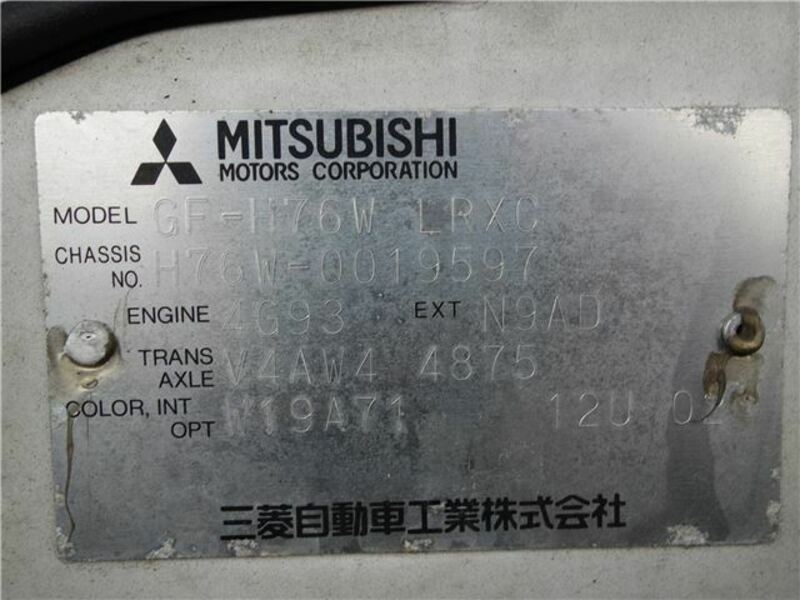 MITSUBISHI
MOTORS CORPORATION
MODEL GF-H76W LRXC
CHASSIS NO. H76W-0019597
ENGINE 4G93 EXT N9AD
TRANS AXLE V4AW4 4875
COLOR, INT OPT W19A71 12U 02
三菱自動車工業株式会社